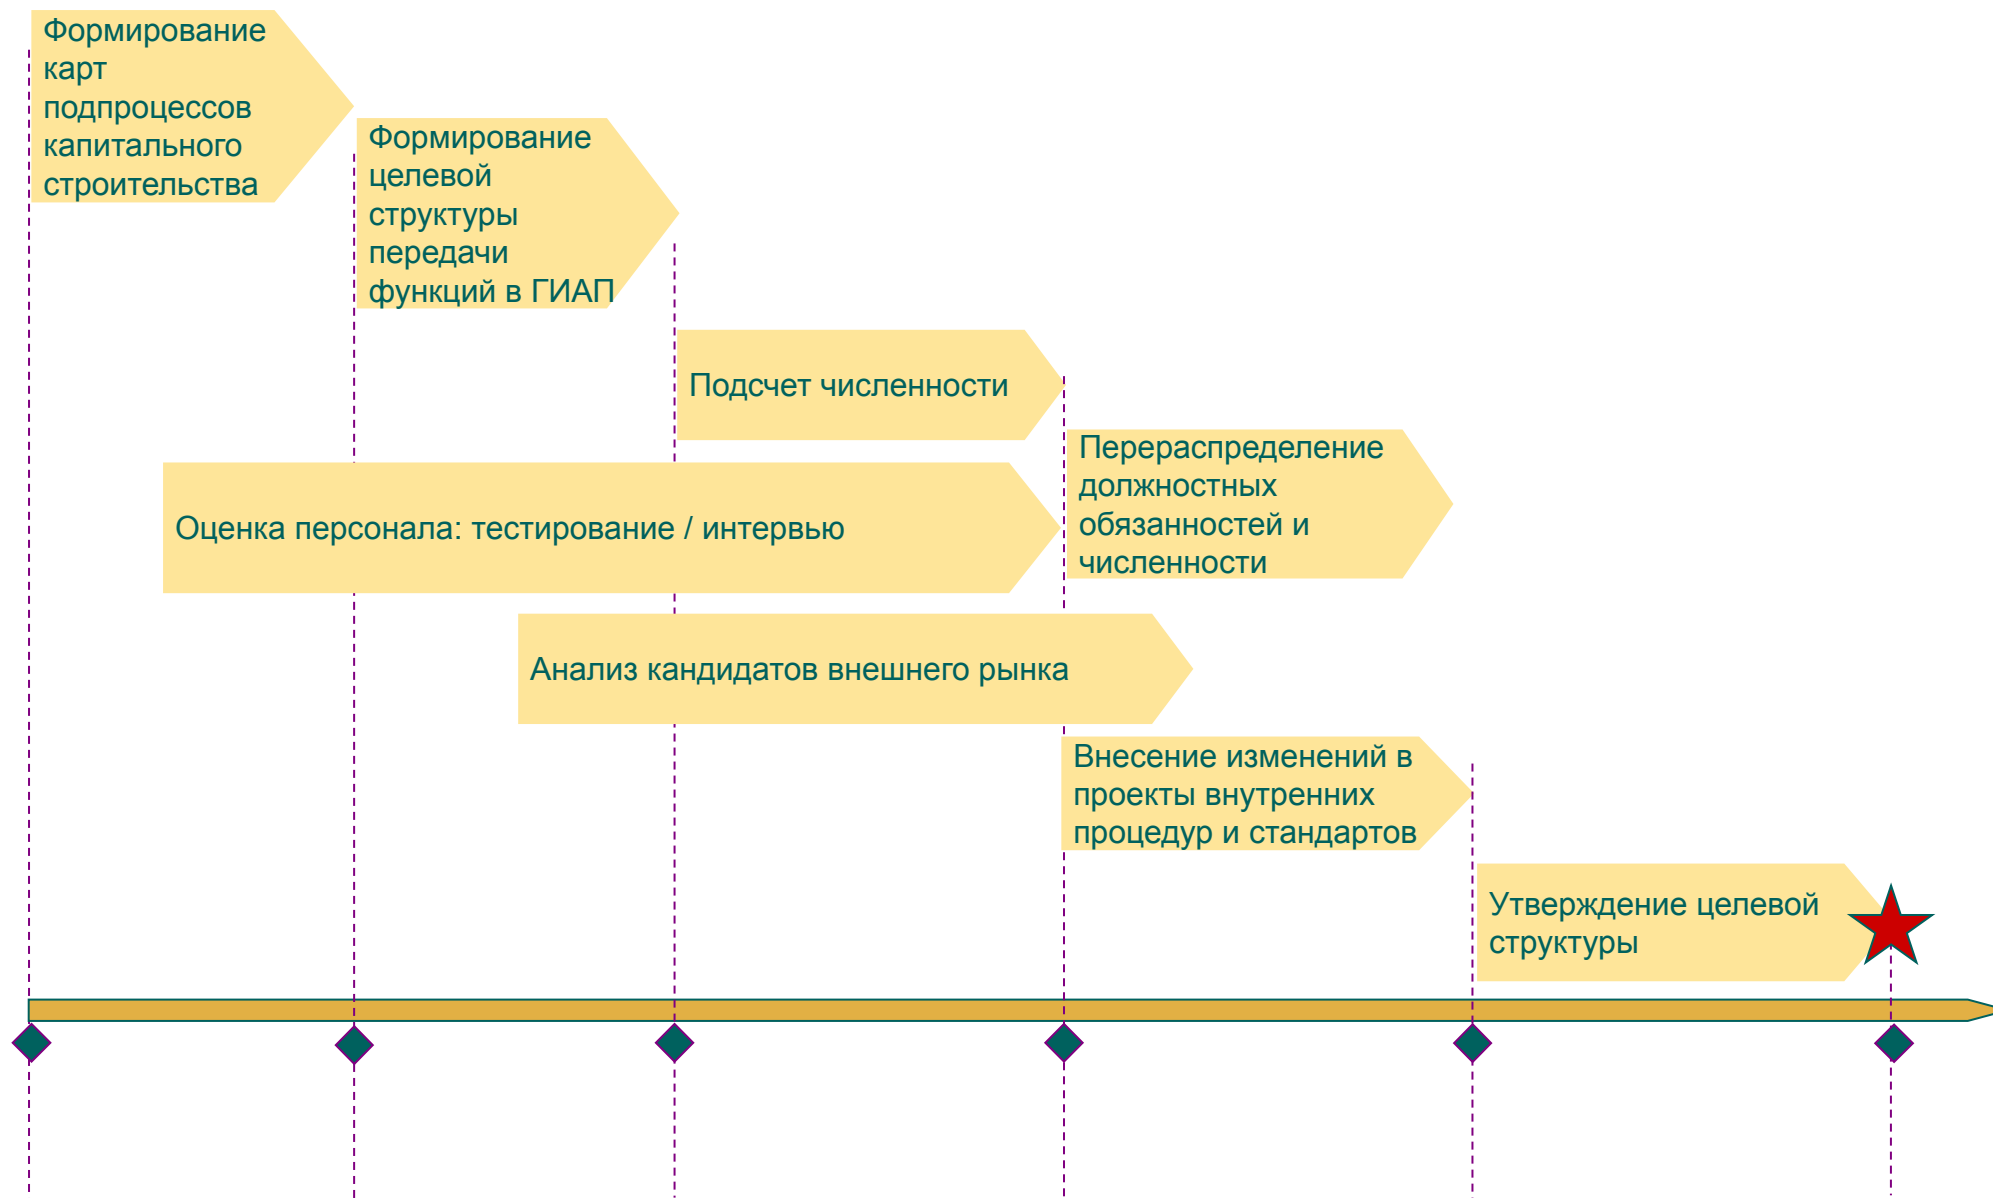 Формирование
карт
подпроцессов
капитального
строительства
Формирование
целевой
структуры
передачи
функций в ГИАП
Подсчет численности
Перераспределение
должностных
обязанностей и
численности
Оценка персонала: тестирование / интервью
Анализ кандидатов внешнего рынка
Внесение изменений в
проекты внутренних
процедур и стандартов
Утверждение целевой
структуры